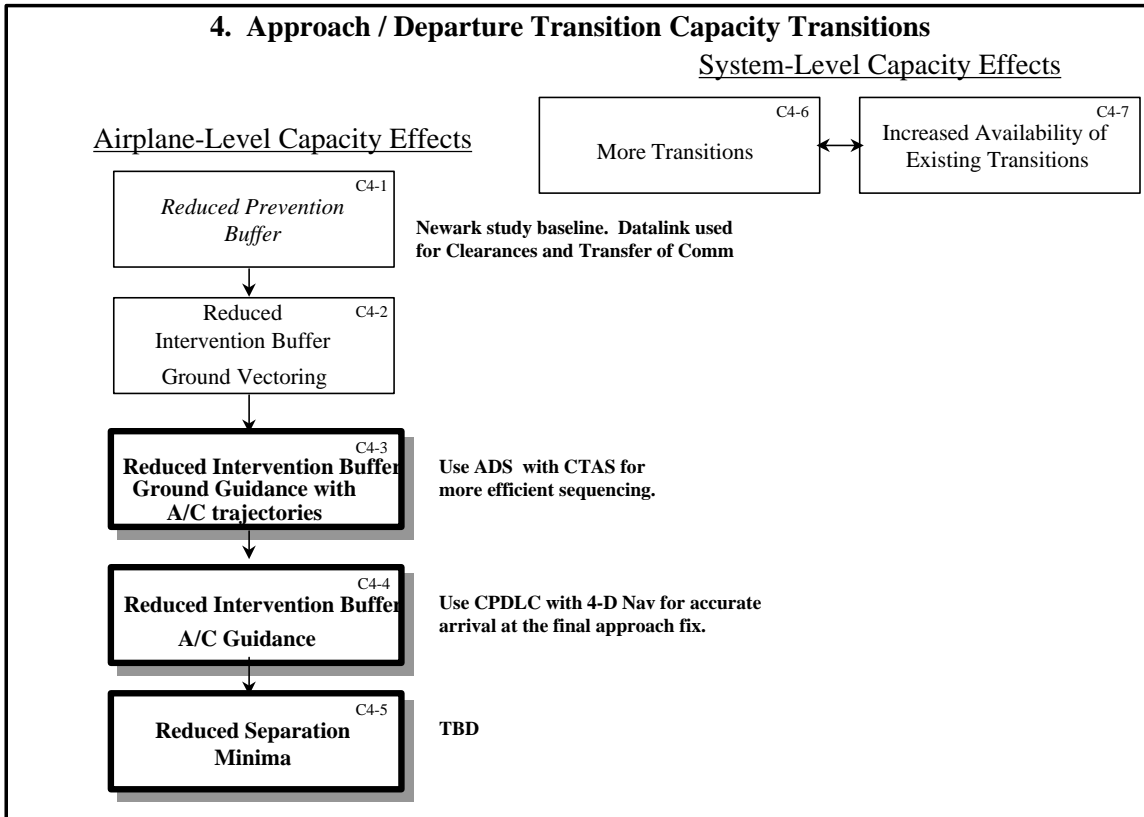 4. Approach / Departure Transition Capacity Transitions
System-Level Capacity Effects
C4-6
More Transitions
C4-7
Increased Availability of
Existing Transitions
Airplane-Level Capacity Effects
C4-1
Reduced Prevention
Buffer
Newark study baseline. Datalink used
for Clearances and Transfer of Comm
C4-2
Reduced
Intervention Buffer
Ground Vectoring
C4-3
Reduced Intervention Buffer
Ground Guidance with
A/C trajectories
Use ADS with CTAS for
more efficient sequencing.
C4-4
Reduced Intervention Buffer
A/C Guidance
Use CPDLC with 4-D Nav for accurate
arrival at the final approach fix.
C4-5
Reduced Separation
Minima
TBD